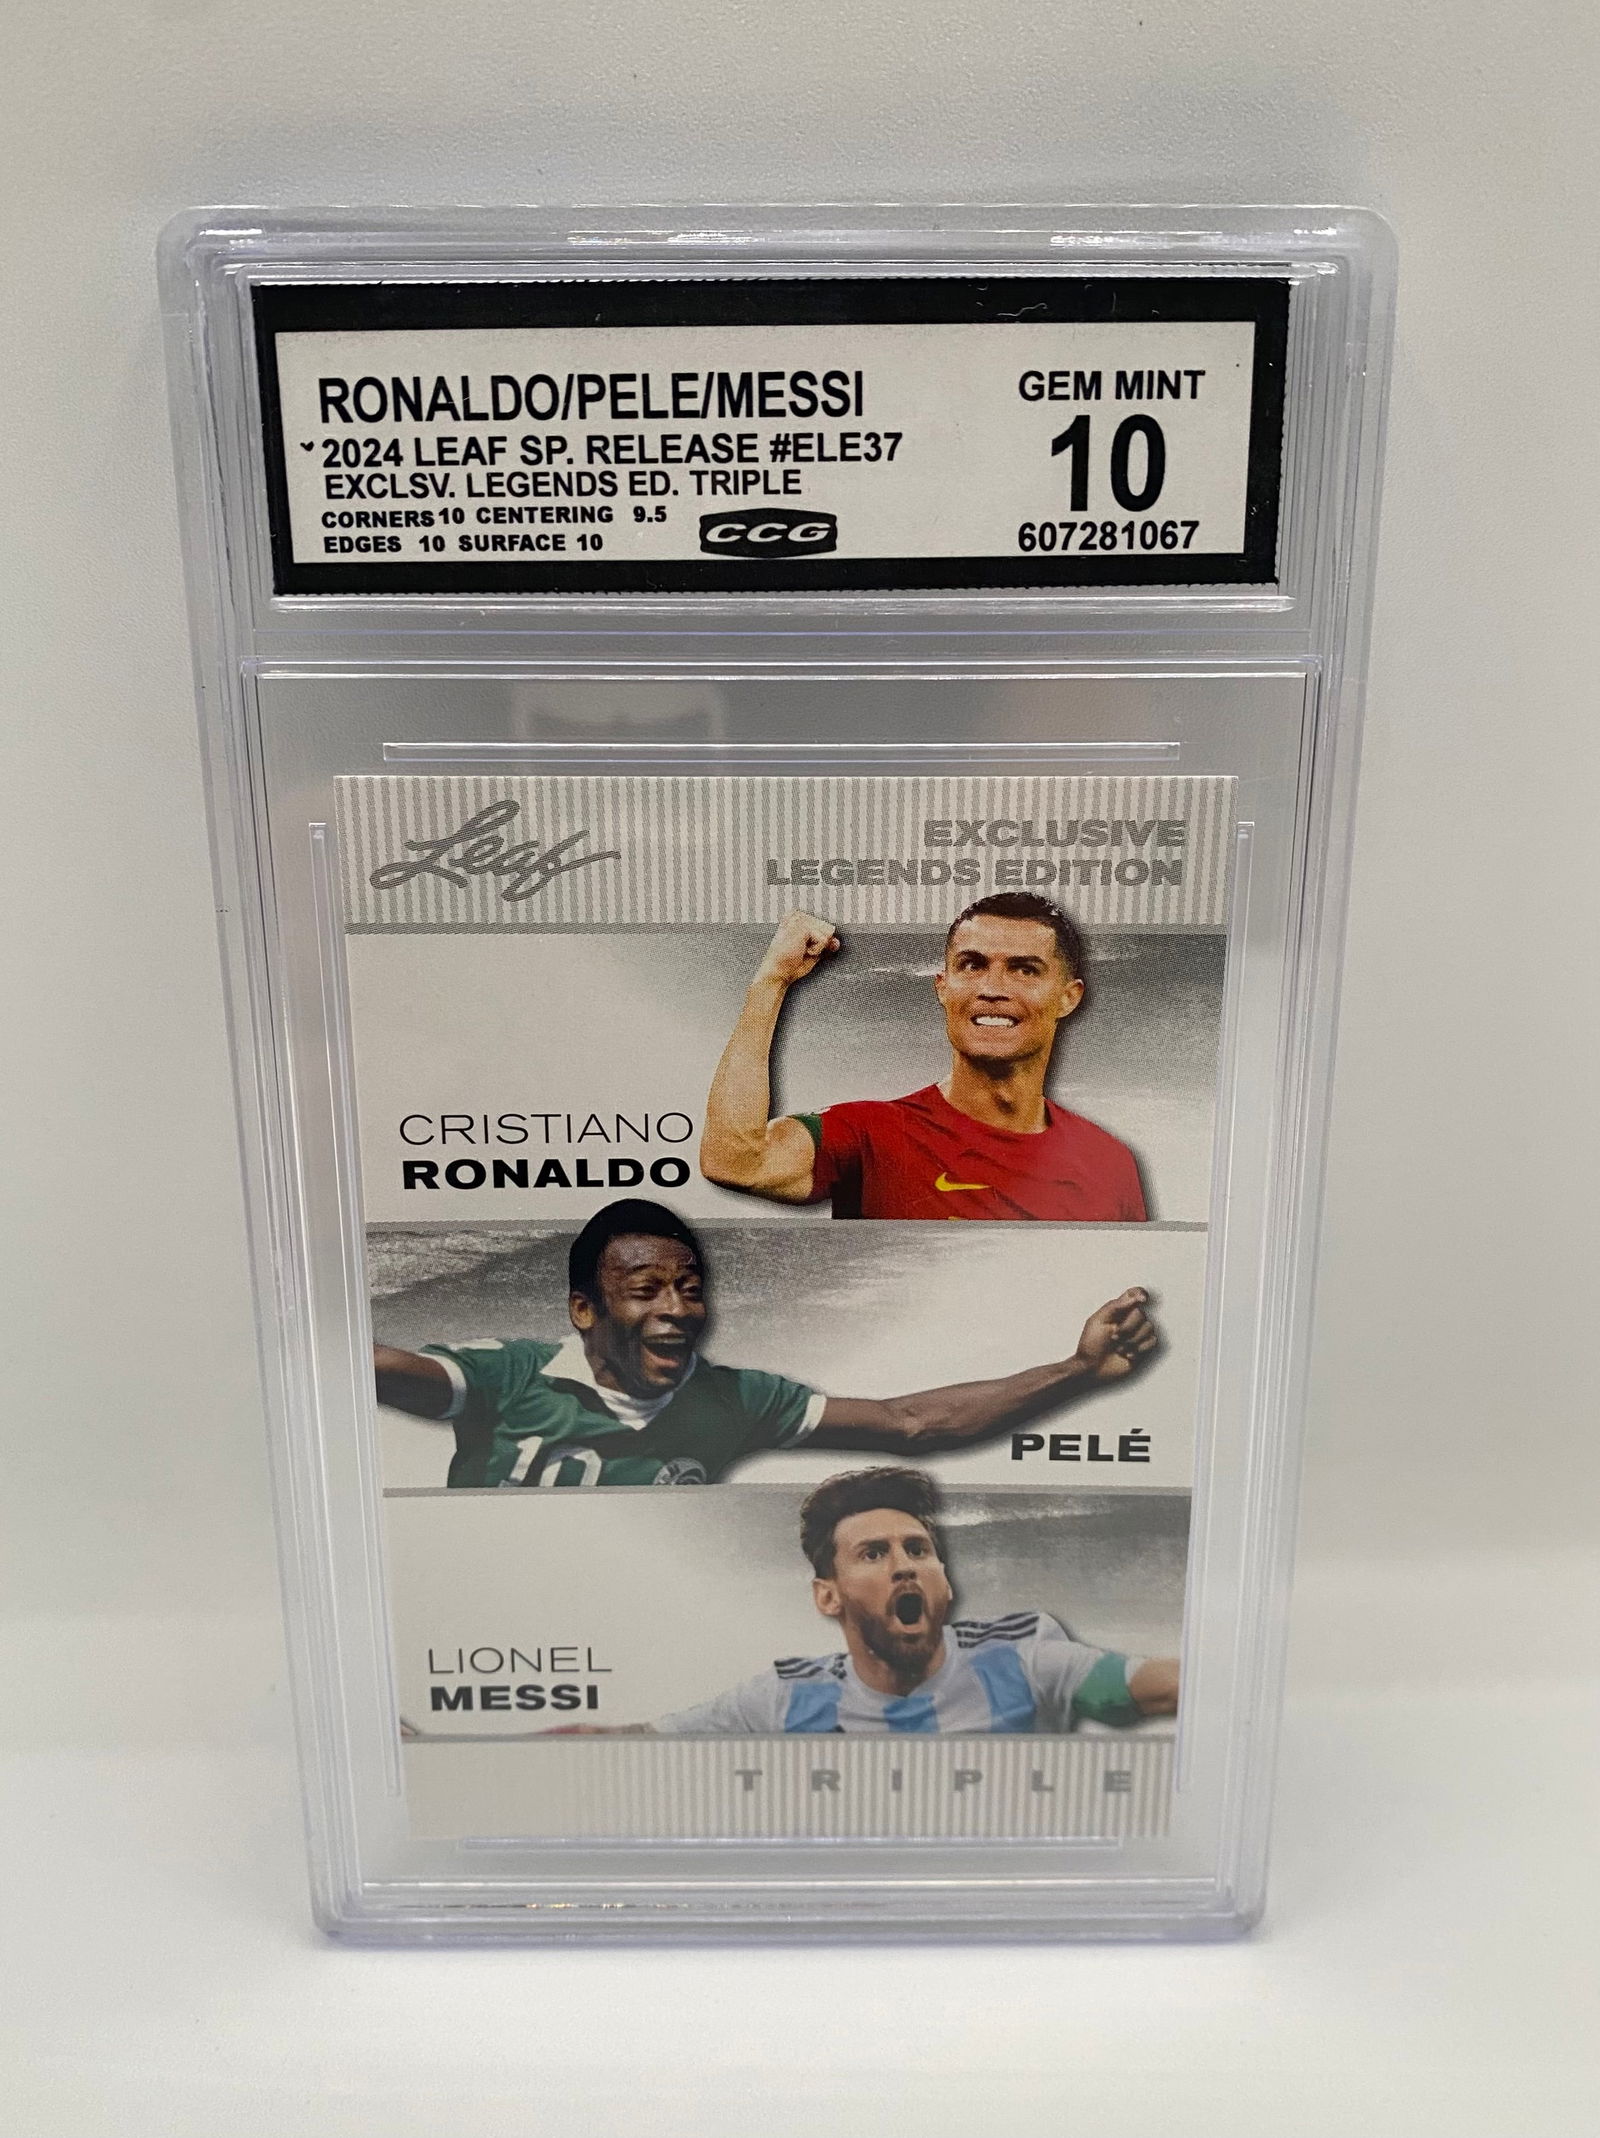 RONALDO/PELE/MESSI
2024 LEAF SP. RELEASE #ELE37
EXCLSV. LEGENDS ED. TRIPLE
CORNERS 10 CENTERING 9.5
EDGES 10 SURFACE 10
CCG
GEM MINT
10
607281067
Leaf
EXCLUSIVE
LEGENDS EDITION
CRISTIANO
RONALDO
10
PELÉ
LIONEL
MESSI
TRIPLE